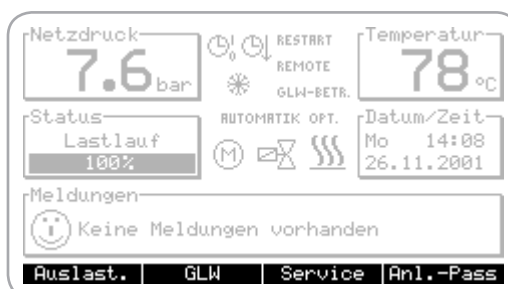 Netzdruck
7.6 bar
RESTART
REMOTE
GLW-BETR.
Temperatur
78 °C
Status
Lastlauf
100%
AUTOMATIK OPT.
M
Datum/Zeit
Mo 14:08
26.11.2001
Meldungen
Keine Meldungen vorhanden
Auslast. GLW Service Anl.-Pass